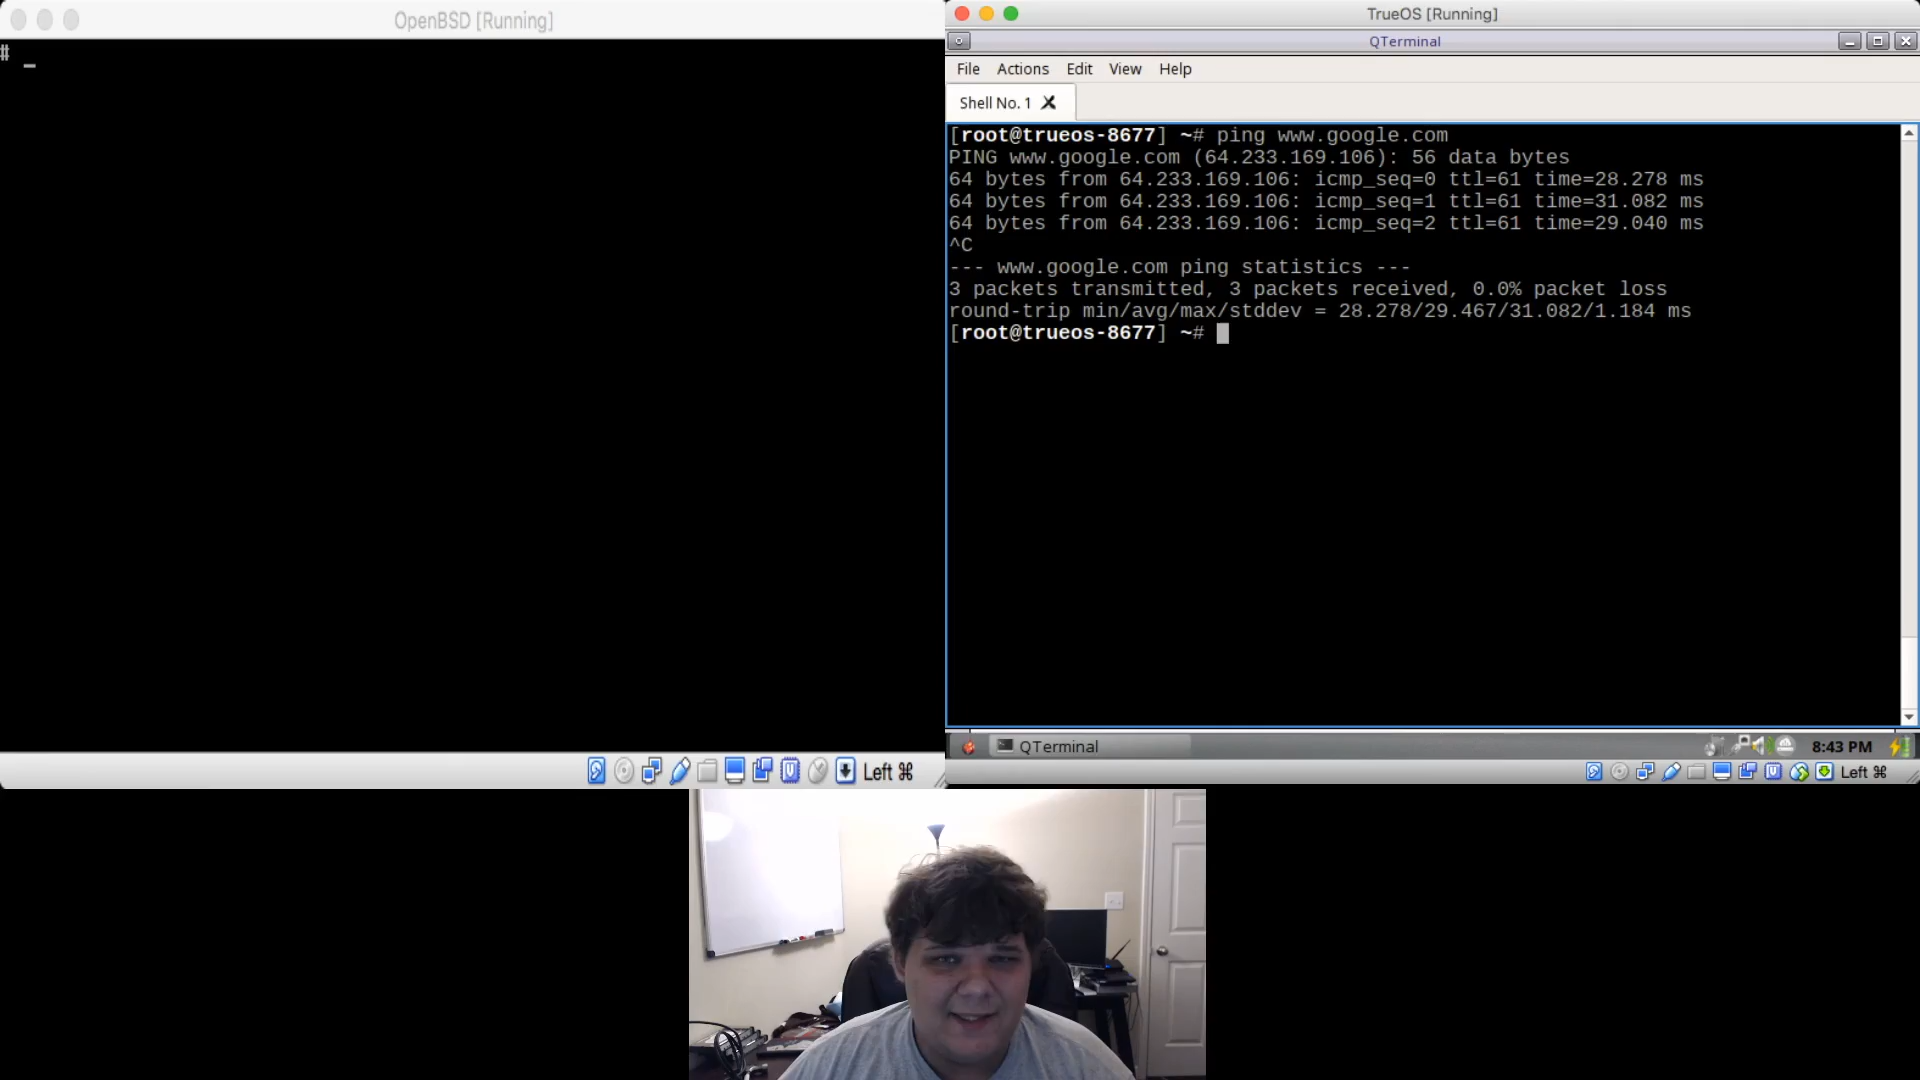 OpenBSD [Running]
#
Left ⌘
TrueOS [Running]
QTerminal
File Actions Edit View Help
Shell No. 1
[root@trueos-8677] ~# ping www.google.com
PING www.google.com (64.233.169.106): 56 data bytes
64 bytes from 64.233.169.106: icmp_seq=0 ttl=61 time=28.278 ms
64 bytes from 64.233.169.106: icmp_seq=1 ttl=61 time=31.082 ms
64 bytes from 64.233.169.106: icmp_seq=2 ttl=61 time=29.040 ms
^C
--- www.google.com ping statistics ---
3 packets transmitted, 3 packets received, 0.0% packet loss
round-trip min/avg/max/stddev = 28.278/29.467/31.082/1.184 ms
[root@trueos-8677] ~#
QTerminal
8:43 PM
Left ⌘